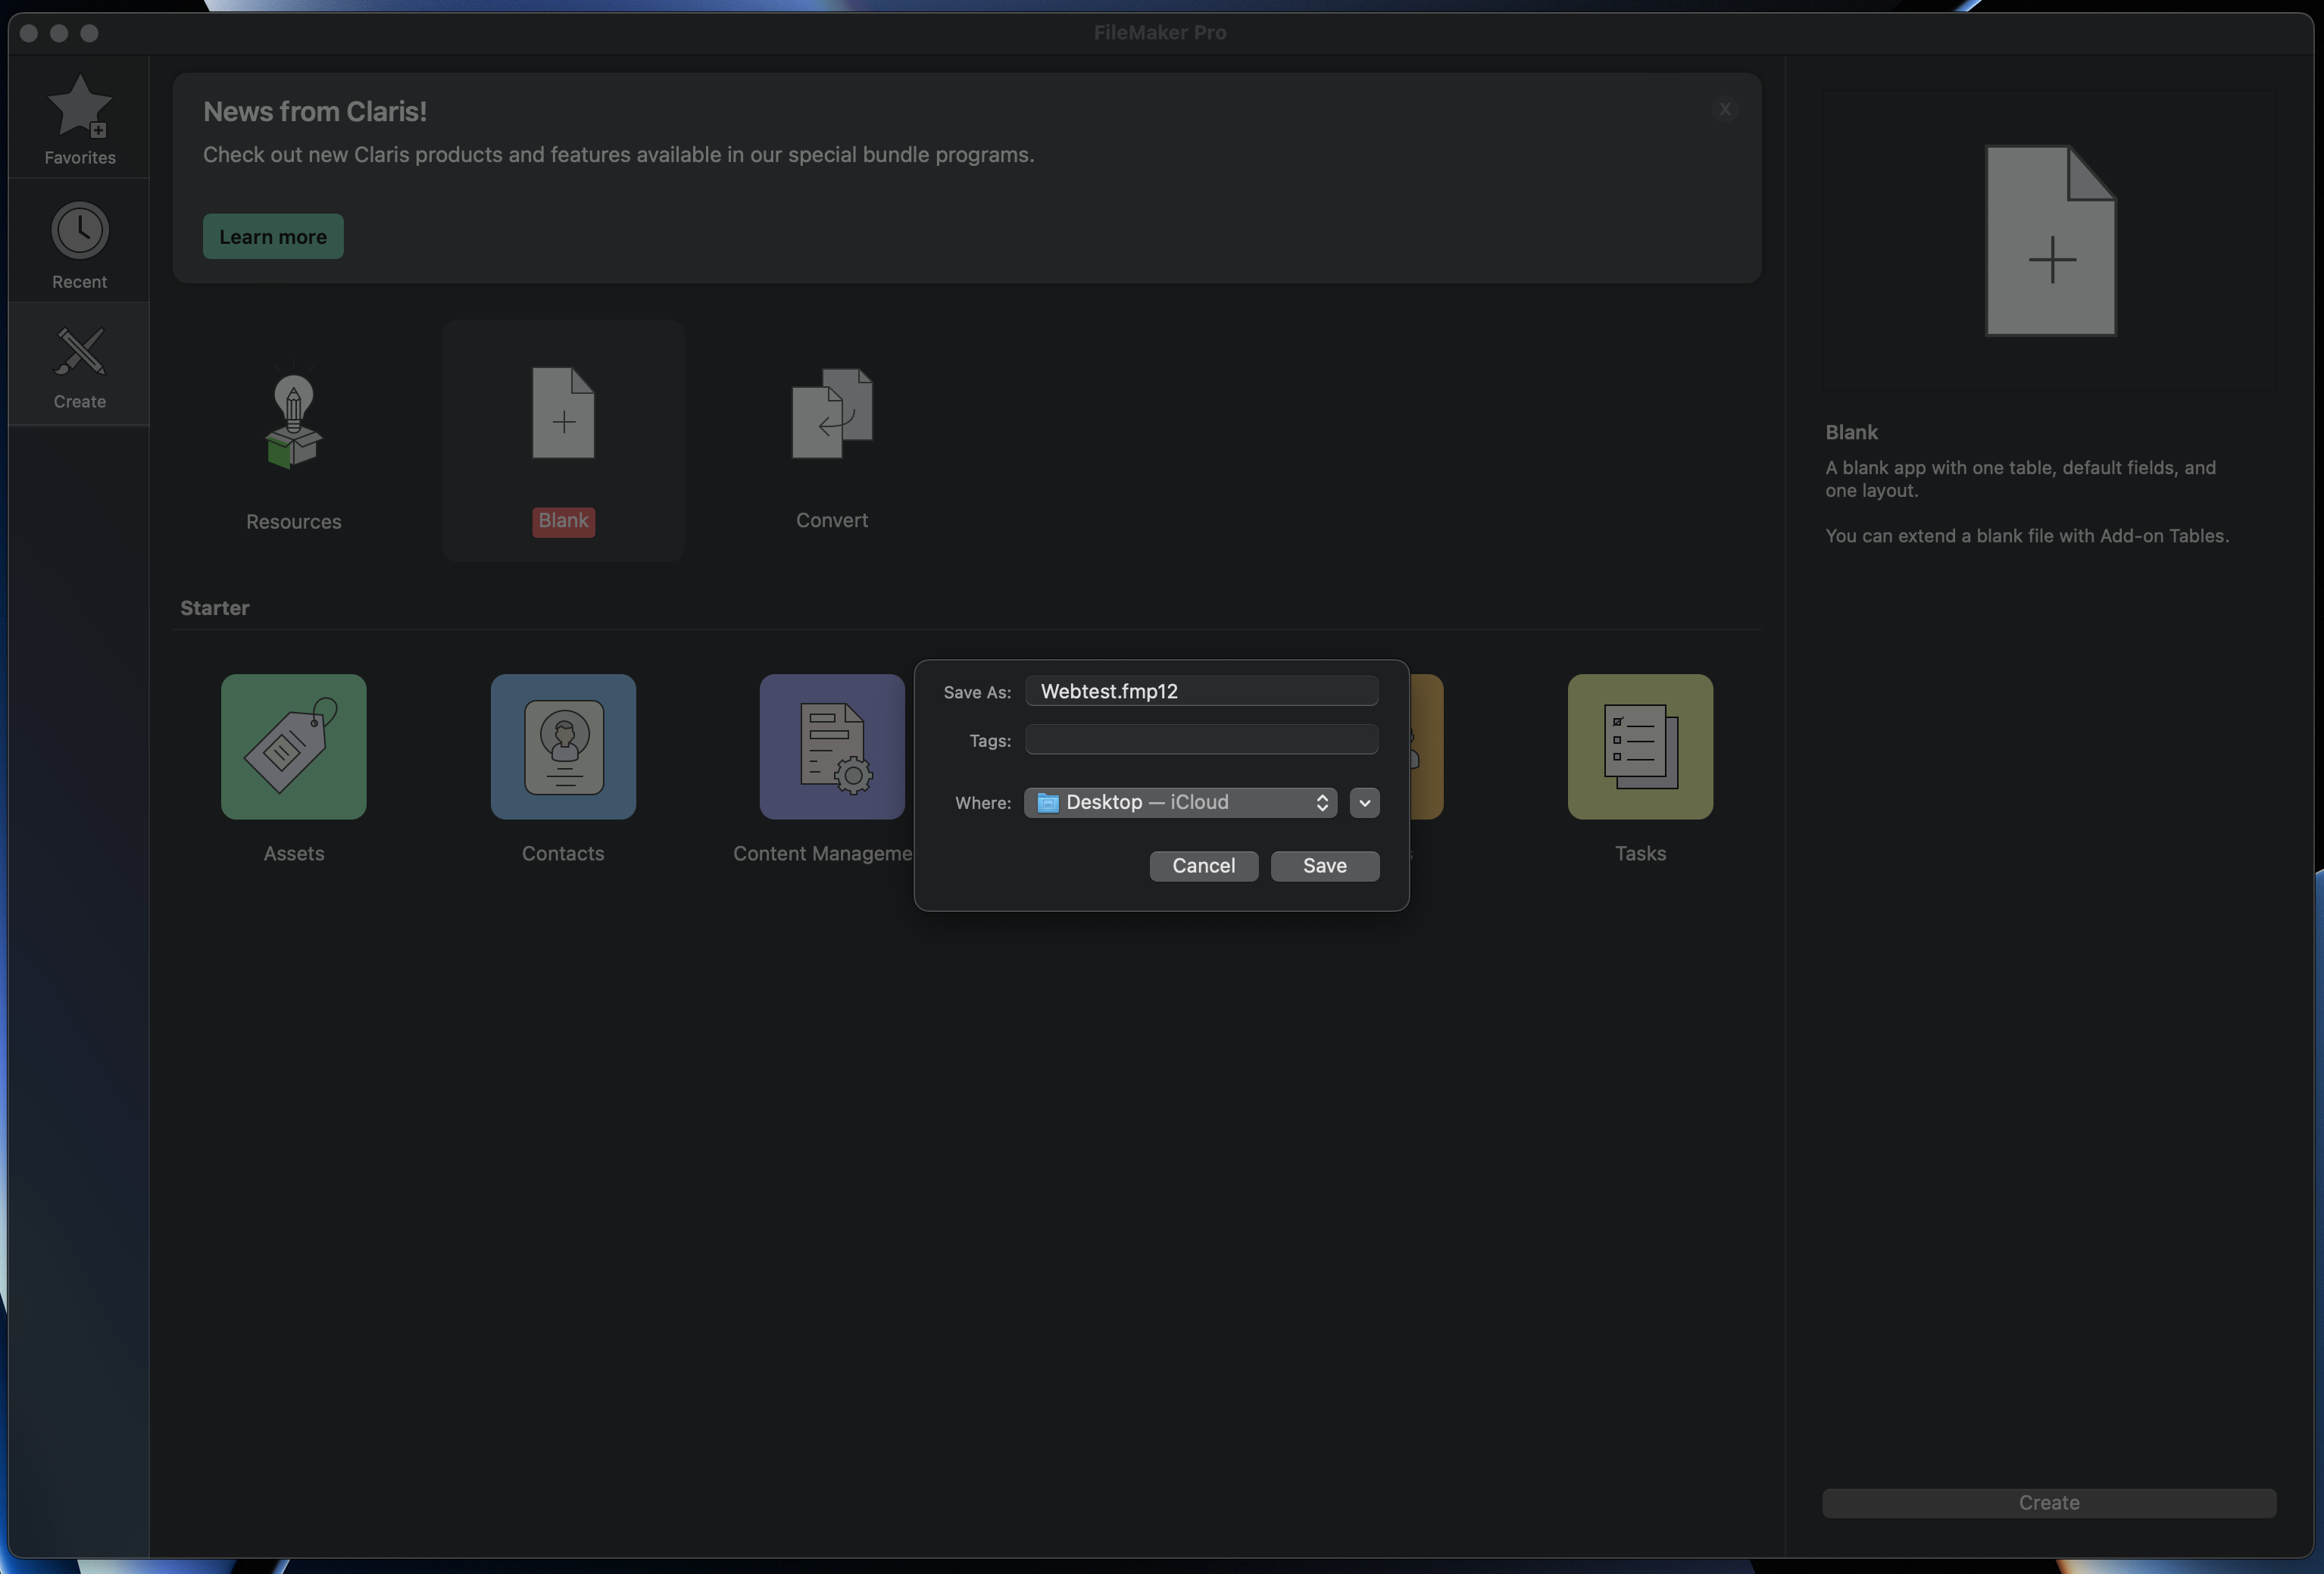 FileMaker Pro
Favorites
Recent
Create
News from Claris!
Check out new Claris products and features available in our special bundle programs.
X
Learn more
Resources
Blank
Convert
Starter
Assets
Contacts
Content Manageme
Tasks
Save As:
Webtest.fmp12
Tags:
Where:
Desktop — iCloud
Cancel
Save
Blank
A blank app with one table, default fields, and
one layout.
You can extend a blank file with Add-on Tables.
Create